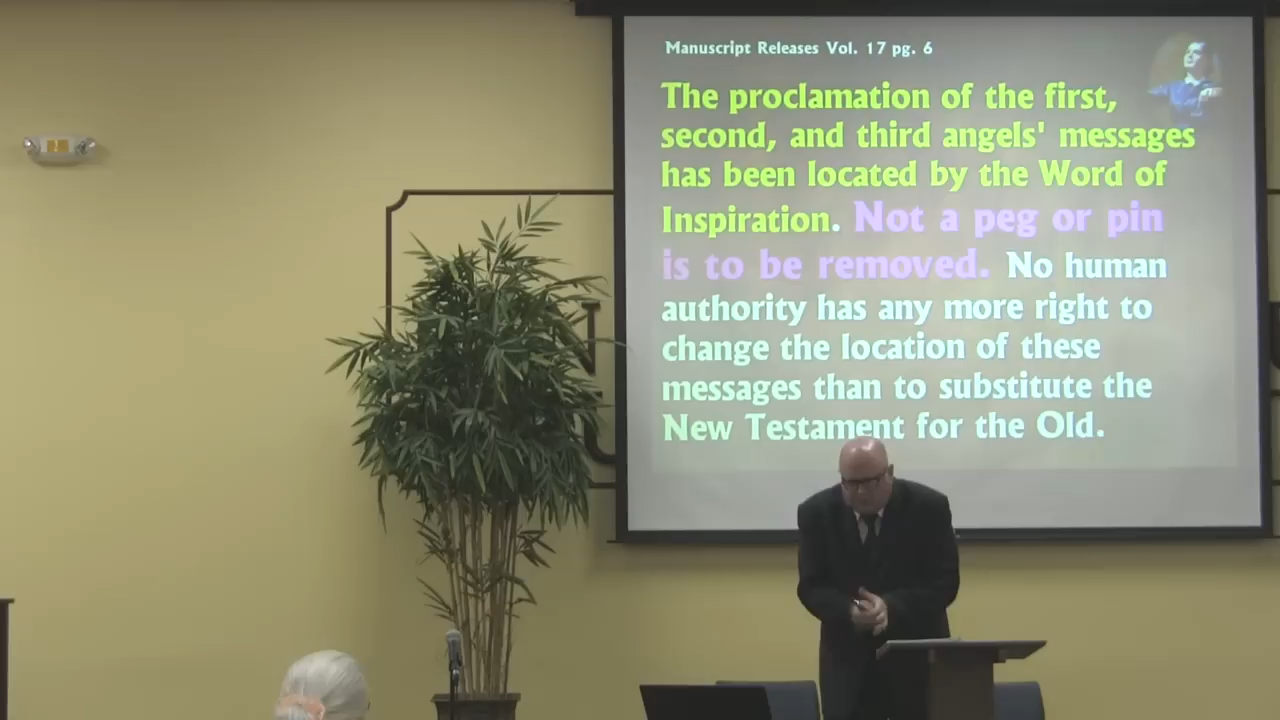 Manuscript Releases Vol. 17 pg. 6
The proclamation of the first,
second, and third angels' messages
has been located by the Word of
Inspiration. Not a peg or pin
is to be removed. No human
authority has any more right to
change the location of these
messages than to substitute the
New Testament for the Old.